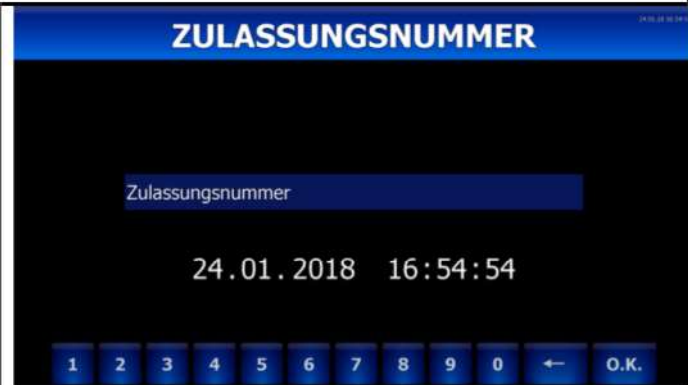 ZULASSUNGSNUMMER
Zulassungsnummer
24.01.2018 16:54:54
1 2 3 4 5 6 7 8 9 0 ← O.K.